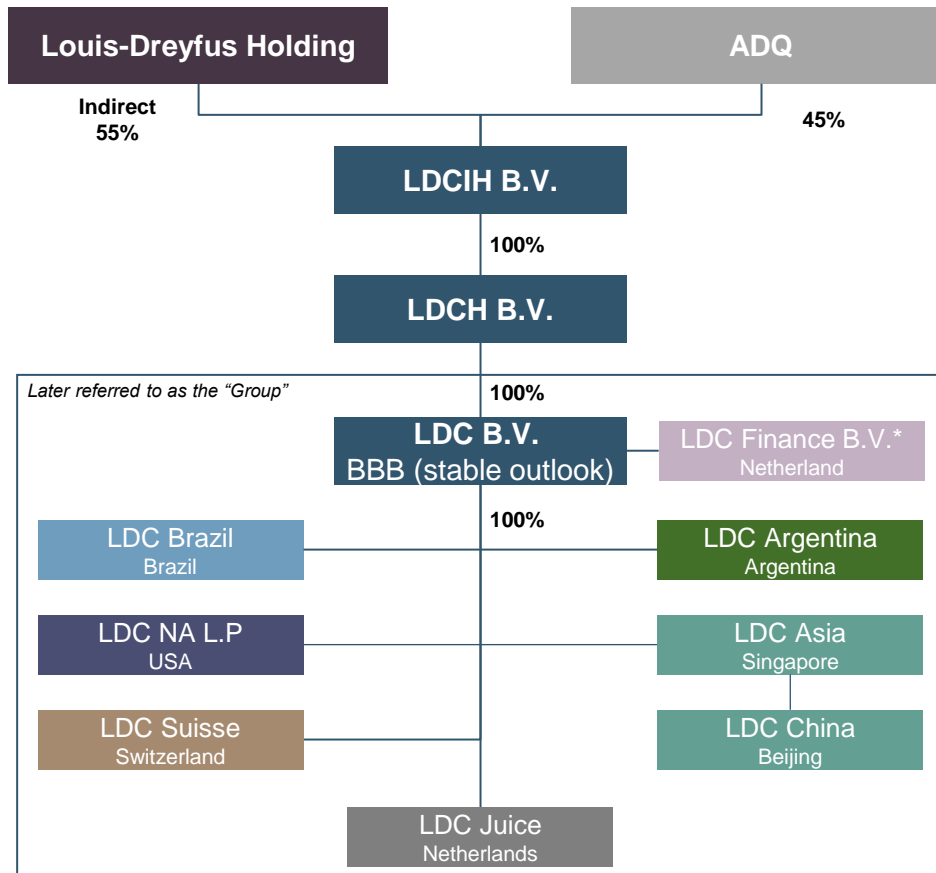 Louis-Dreyfus Holding
ADQ
Indirect
55%
45%
LDCIH B.V.
100%
LDCH B.V.
Later referred to as the “Group”
100%
LDC B.V.
BBB (stable outlook)
LDC Finance B.V.*
Netherland
100%
LDC Brazil
Brazil
LDC Argentina
Argentina
LDC NA L.P
USA
LDC Asia
Singapore
LDC Suisse
Switzerland
LDC China
Beijing
LDC Juice
Netherlands